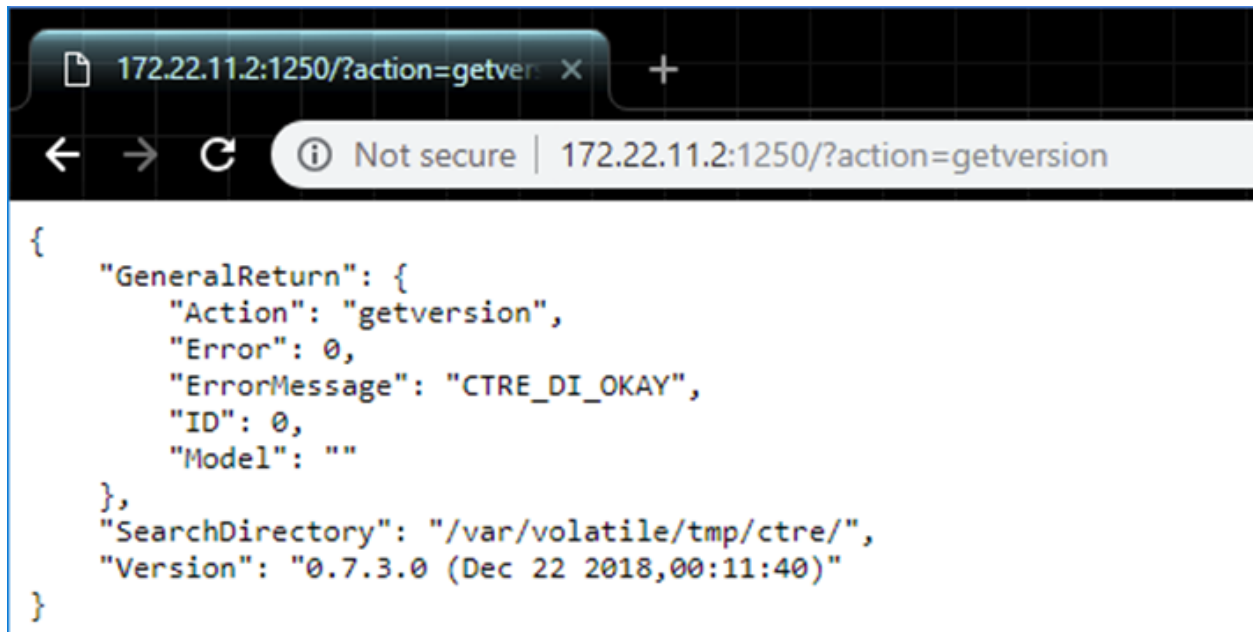 172.22.11.2:1250/?action=getver
Not secure | 172.22.11.2:1250/?action=getversion
{
    "GeneralReturn": {
        "Action": "getversion",
        "Error": 0,
        "ErrorMessage": "CTRE_DI_OKAY",
        "ID": 0,
        "Model": ""
    },
    "SearchDirectory": "/var/volatile/tmp/ctre/",
    "Version": "0.7.3.0 (Dec 22 2018,00:11:40)"
}